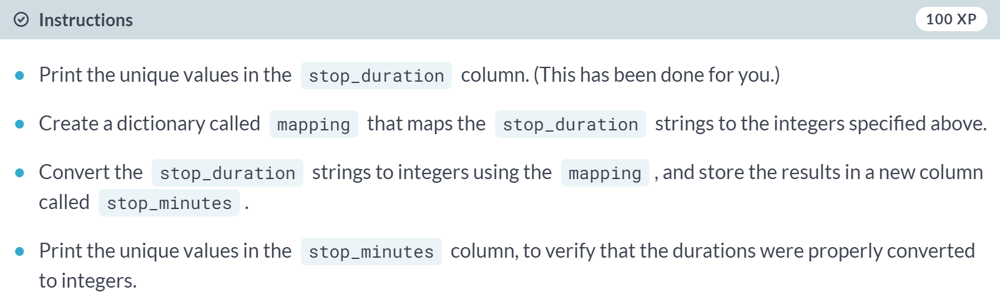 Instructions
100 XP
Print the unique values in the stop_duration column. (This has been done for you.)
Create a dictionary called mapping that maps the stop_duration strings to the integers specified above.
Convert the stop_duration strings to integers using the mapping , and store the results in a new column
called stop_minutes .
Print the unique values in the stop_minutes column, to verify that the durations were properly converted
to integers.